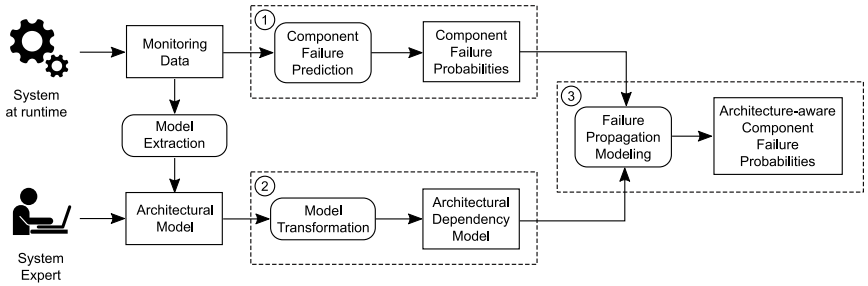 System
at runtime
Monitoring
Data
1
Component
Failure
Prediction
Component
Failure
Probabilities
Model
Extraction
3
Failure
Propagation
Modeling
Architecture-aware
Component
Failure
Probabilities
System
Expert
Architectural
Model
2
Model
Transformation
Architectural
Dependency
Model